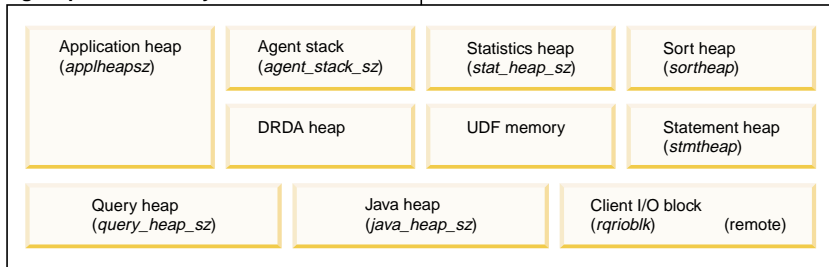 Application heap
(applheapsz)
Agent stack
(agent_stack_sz)
Statistics heap
(stat_heap_sz)
Sort heap
(sortheap)
DRDA heap
UDF memory
Statement heap
(stmtheap)
Query heap
(query_heap_sz)
Java heap
(java_heap_sz)
Client I/O block
(rqrioblk) (remote)